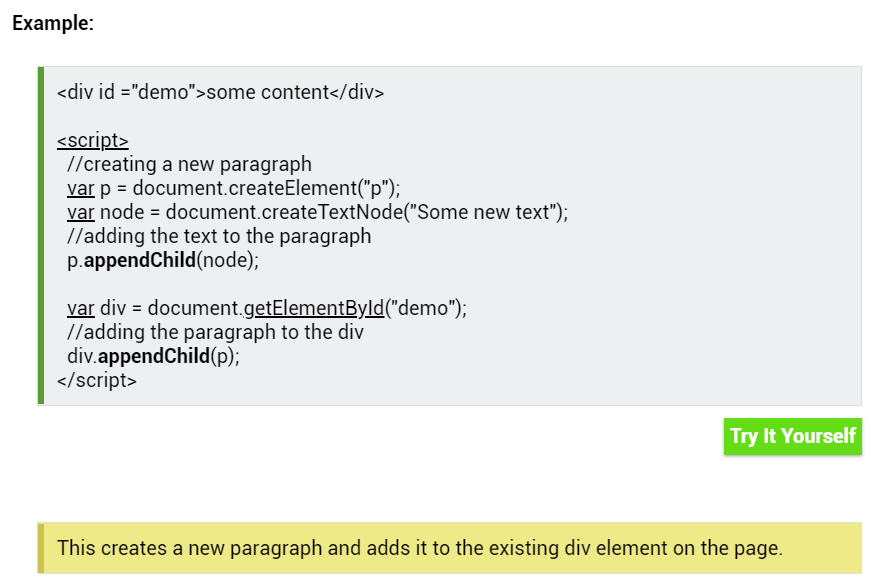 Example:
<div id ="demo">some content</div>
<script>
//creating a new paragraph
var p = document.createElement("p");
var node = document.createTextNode("Some new text");
//adding the text to the paragraph
p.appendChild(node);
var div = document.getElementById("demo");
//adding the paragraph to the div
div.appendChild(p);
</script>
Try It Yourself
This creates a new paragraph and adds it to the existing div element on the page.